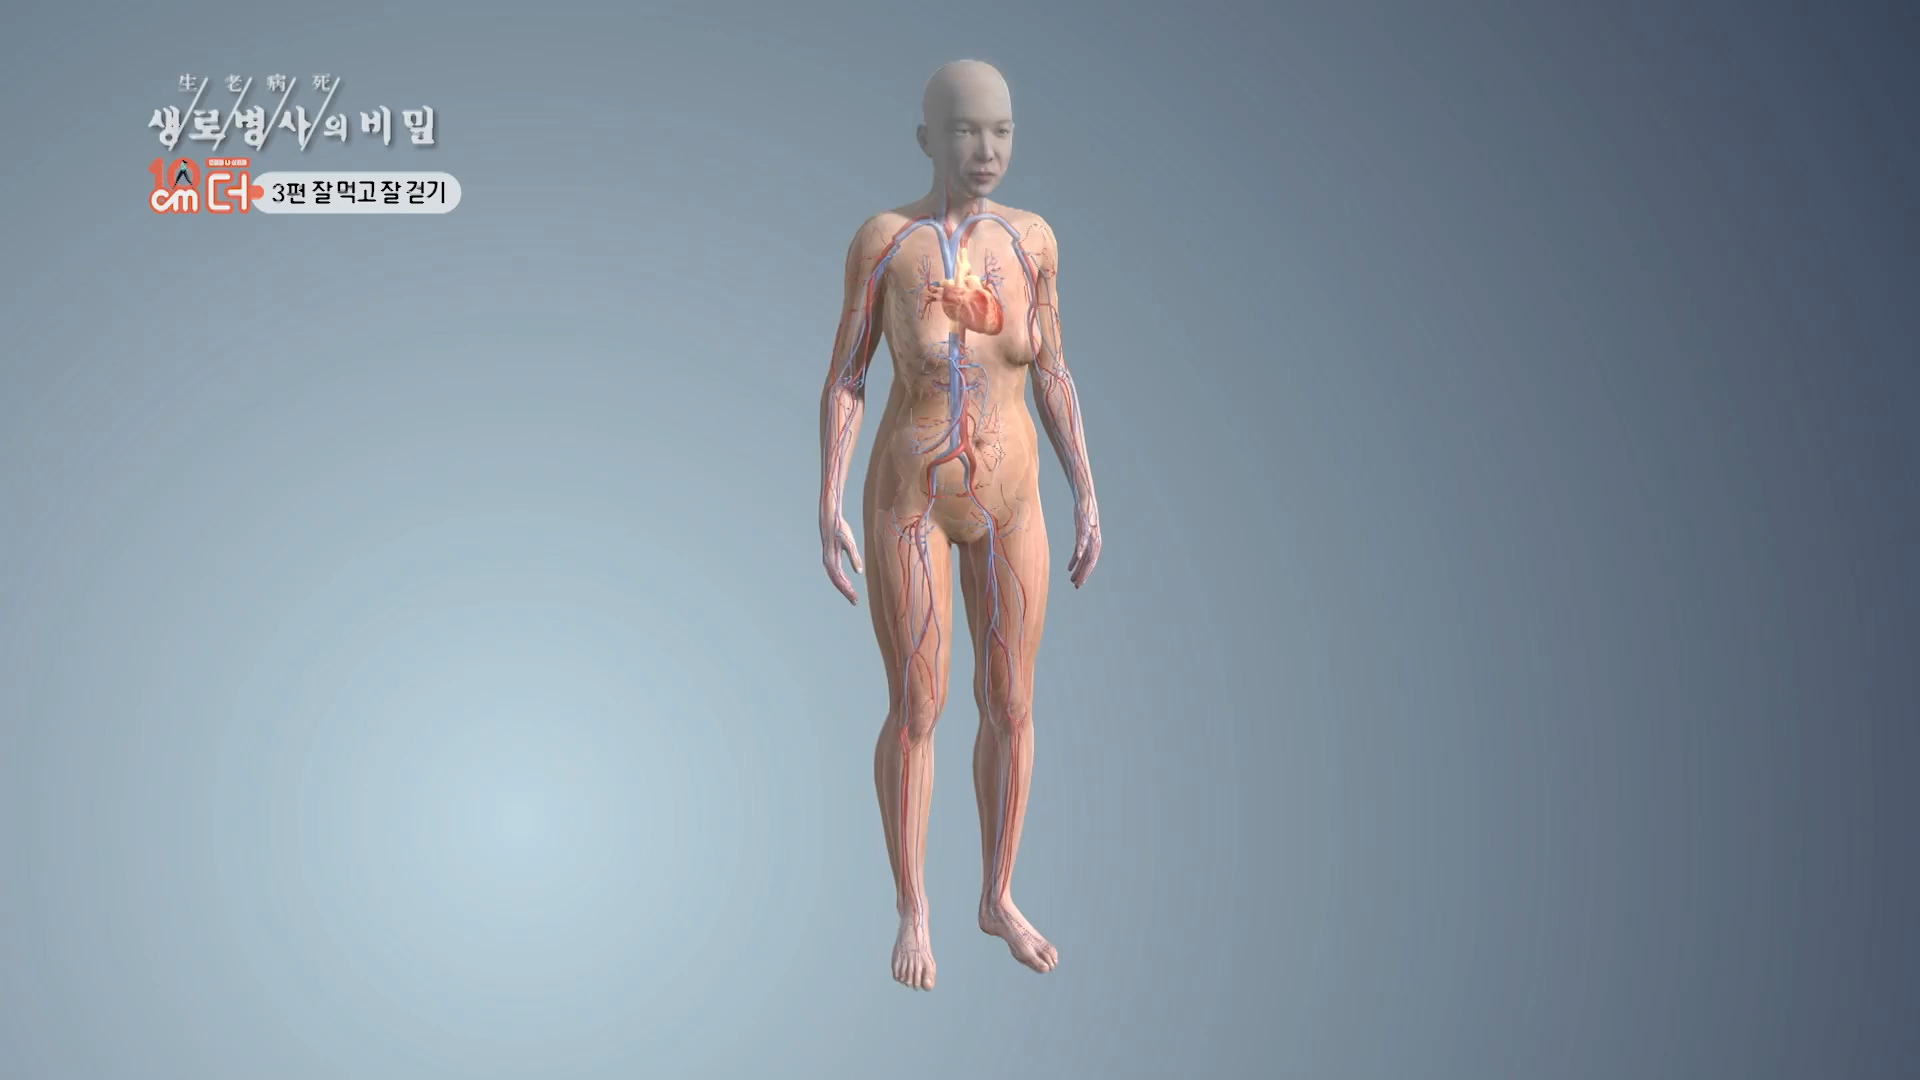 生老病死
생로병사의 비밀
10cm 더 3편 잘 먹고 잘 걷기